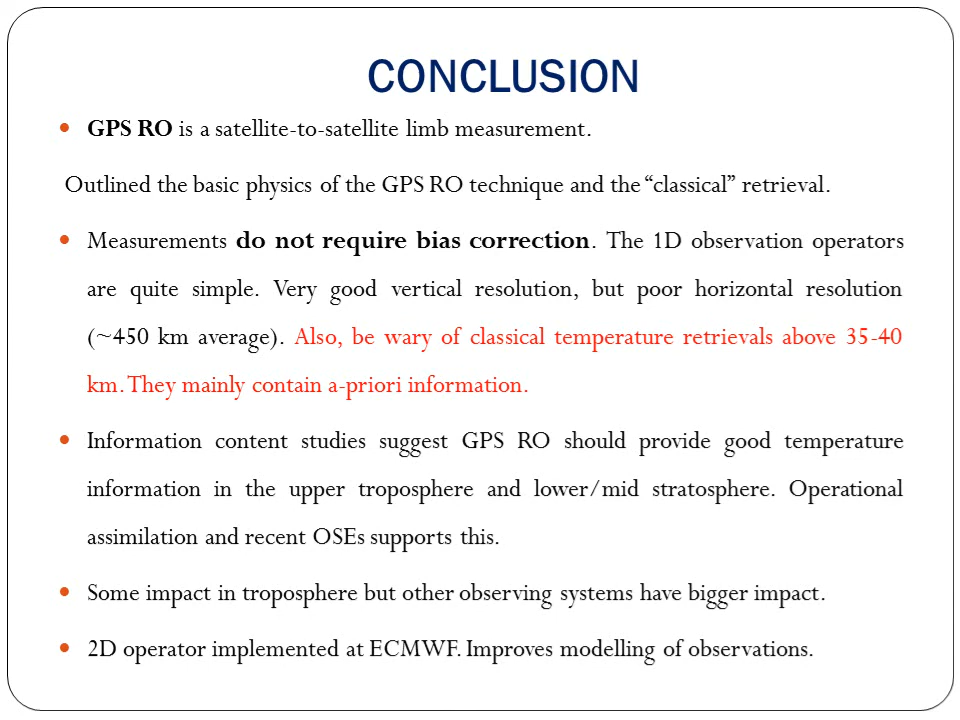 CONCLUSION
• GPS RO is a satellite-to-satellite limb measurement.
Outlined the basic physics of the GPS RO technique and the “classical” retrieval.
• Measurements do not require bias correction. The 1D observation operators
are quite simple. Very good vertical resolution, but poor horizontal resolution
(~450 km average). Also, be wary of classical temperature retrievals above 35-40
km. They mainly contain a-priori information.
• Information content studies suggest GPS RO should provide good temperature
information in the upper troposphere and lower/mid stratosphere. Operational
assimilation and recent OSEs supports this.
• Some impact in troposphere but other observing systems have bigger impact.
• 2D operator implemented at ECMWF. Improves modelling of observations.